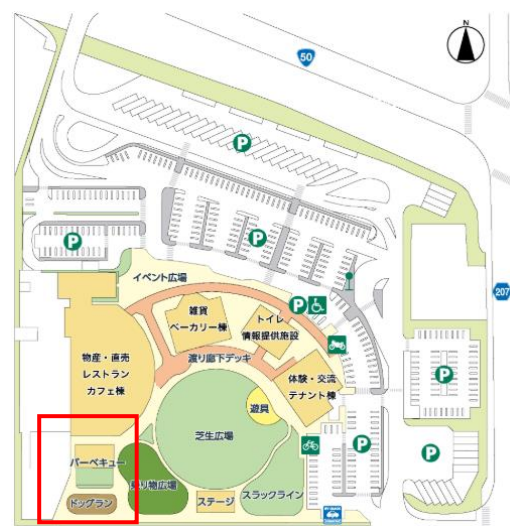 N
50
P
P
P
イベント広場
雑貨
ベーカリー棟
トイレ
情報提供施設
P
207
物産・直売
レストラン
カフェ棟
渡り廊下デッキ
体験・交流
テナント棟
P
遊具
芝生広場
P
P
バーベキュー
り物広場
スラックライン
ドッグラン
ステージ